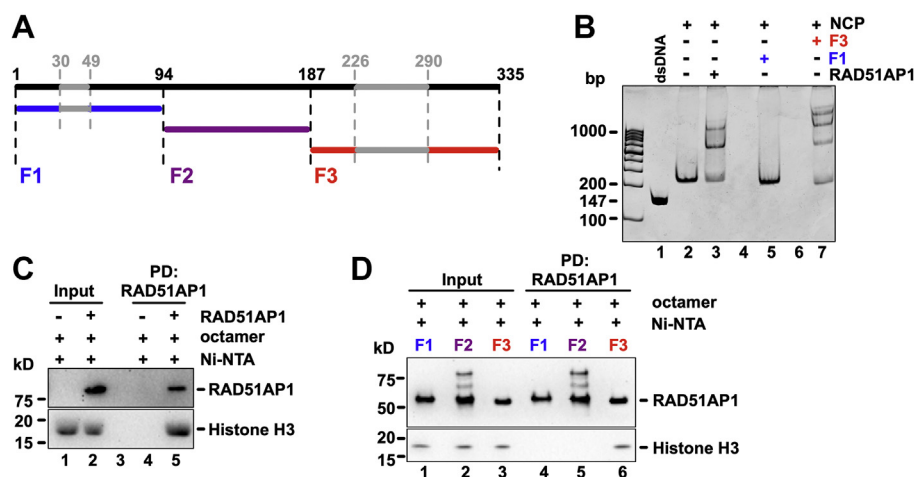 A
30 49 226 290
1 94 187 335
F1 F2 F3
B
dsDNA
+ + + + NCP
- - - + F3
- - + - F1
- + - - RAD51AP1
bp
1000
200
147
100
1 2 3 4 5 6 7
C
PD:
Input RAD51AP1
- + - + RAD51AP1
+ + + + octamer
+ + + + Ni-NTA
kD
75
RAD51AP1
20
15
Histone H3
1 2 3 4 5
D
PD:
Input RAD51AP1
+ + + + + + octamer
+ + + + + + Ni-NTA
kD F1 F2 F3 F1 F2 F3
75
50
RAD51AP1
20
15
Histone H3
1 2 3 4 5 6